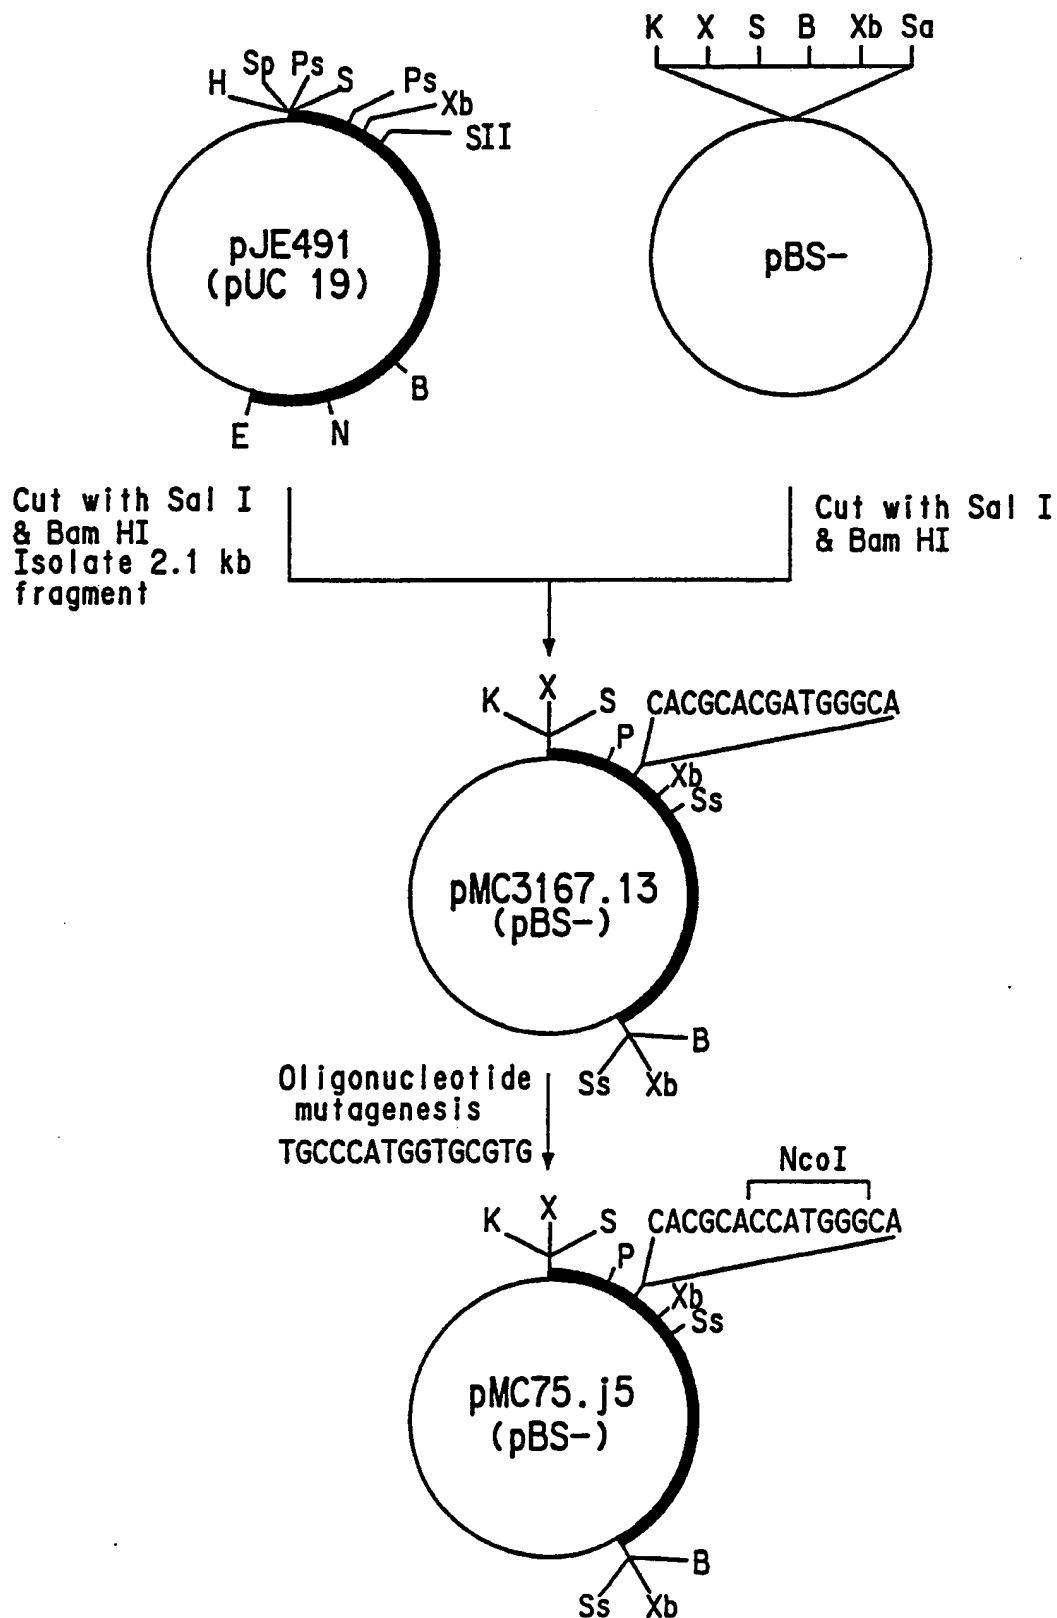 K X S B Xb Sa
H Sp Ps S Ps Xb SII
pJE491
(pUC 19)
pBS-
B
E N
Cut with Sal I
& Bam HI
Isolate 2.1 kb
fragment
Cut with Sal I
& Bam HI
K X S CACGCACGATGGGCA
P
Xb
Ss
pMC3167.13
(pBS-)
B
Ss Xb
Oligonucleotide
mutagenesis
TGCCCATGGTGCGTG
NcoI
K X S CACGCACCATGGGCA
P
Xb
Ss
pMC75.j5
(pBS-)
B
Ss Xb